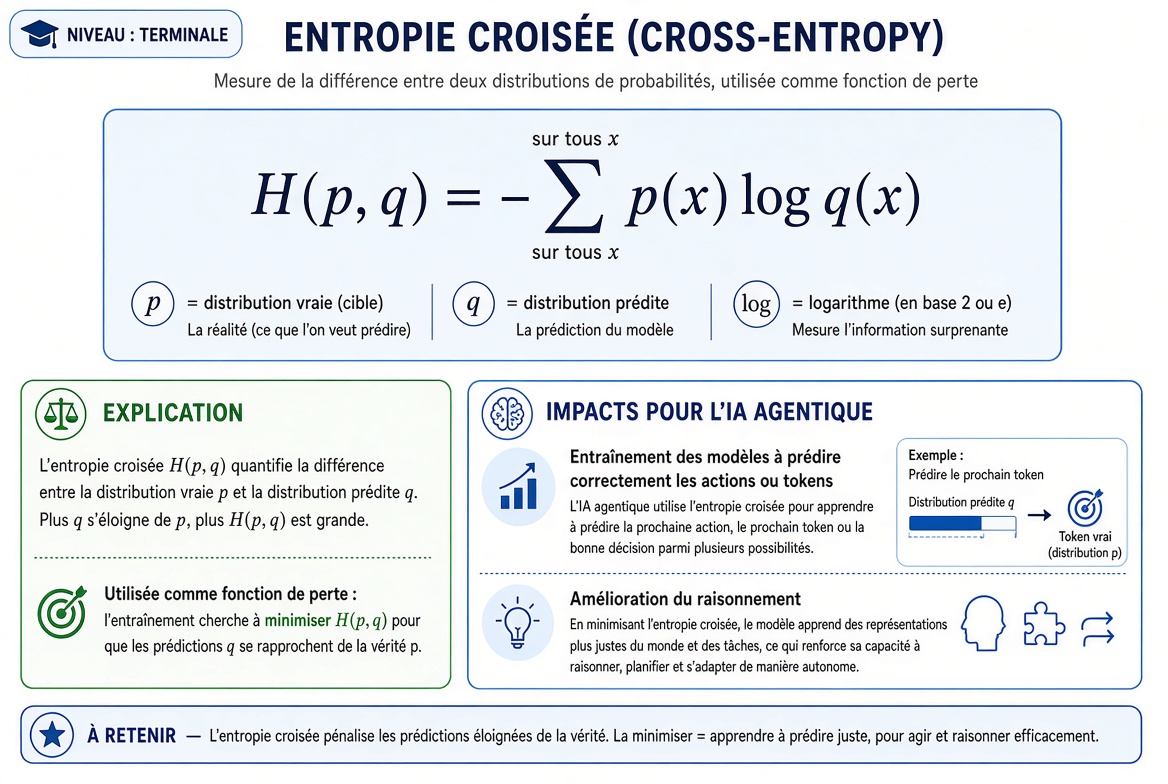 NIVEAU : TERMINALE
ENTROPIE CROISÉE (CROSS-ENTROPY)
Mesure de la différence entre deux distributions de probabilités, utilisée comme fonction de perte
sur tous x
H(p, q) = − ∑ p(x) log q(x)
sur tous x
p = distribution vraie (cible)
La réalité (ce que l'on veut prédire)
q = distribution prédite
La prédiction du modèle
log = logarithme (en base 2 ou e)
Mesure l'information surprenante
EXPLICATION
L'entropie croisée H(p, q) quantifie la différence
entre la distribution vraie p et la distribution prédite q.
Plus q s'éloigne de p, plus H(p, q) est grande.
Utilisée comme fonction de perte :
l'entraînement cherche à minimiser H(p, q) pour
que les prédictions q se rapprochent de la vérité p.
IMPACTS POUR L'IA AGENTIQUE
Entraînement des modèles à prédire
correctement les actions ou tokens
L'IA agentique utilise l'entropie croisée pour apprendre
à prédire la prochaine action, le prochain token ou la
bonne décision parmi plusieurs possibilités.
Exemple :
Prédire le prochain token
Distribution prédite q
Token vrai
(distribution p)
Amélioration du raisonnement
En minimisant l'entropie croisée, le modèle apprend des représentations
plus justes du monde et des tâches, ce qui renforce sa capacité à
raisonner, planifier et s'adapter de manière autonome.
À RETENIR — L'entropie croisée pénalise les prédictions éloignées de la vérité. La minimiser = apprendre à prédire juste, pour agir et raisonner efficacement.